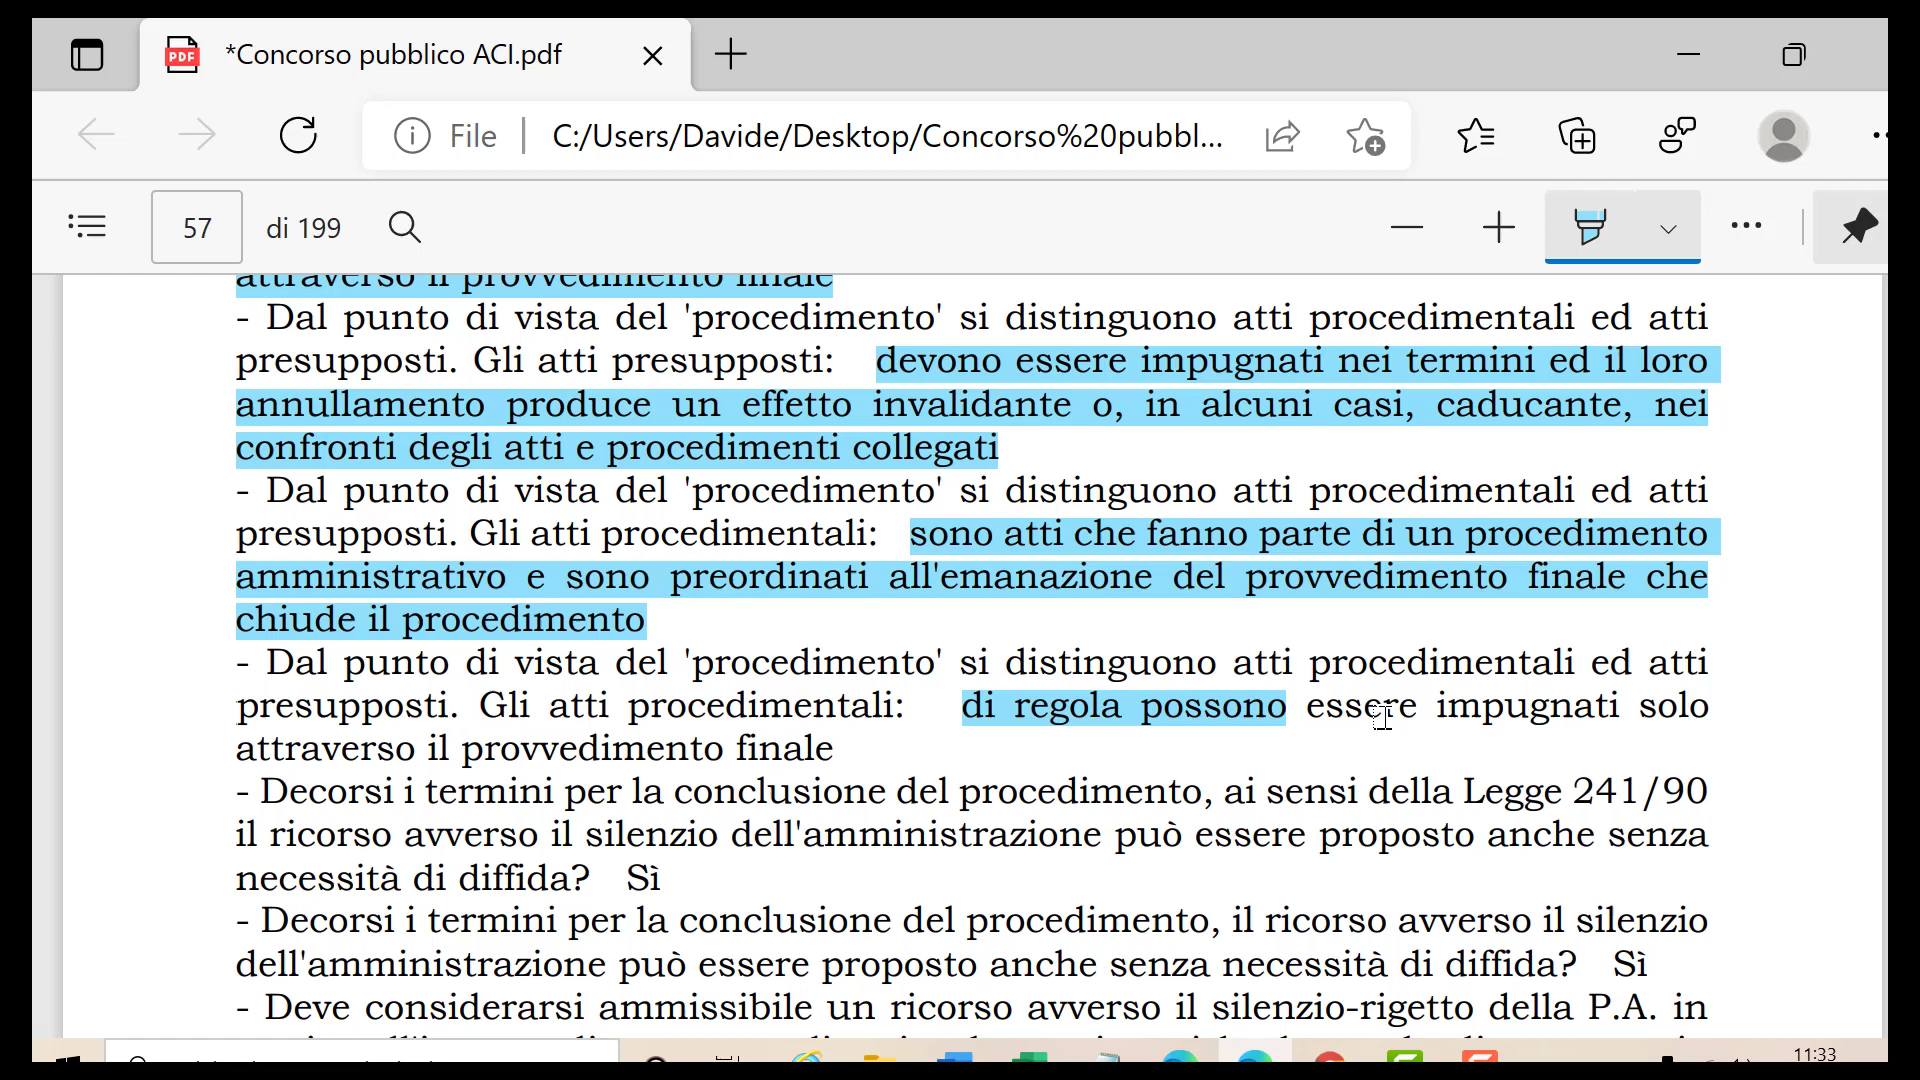 *Concorso pubblico ACI.pdf
PDF
File
C:/Users/Davide/Desktop/Concorso%20pubbl...
57
di 199
attraverso il provvedimento finale
- Dal punto di vista del 'procedimento' si distinguono atti procedimentali ed atti
presupposti. Gli atti presupposti: devono essere impugnati nei termini ed il loro
annullamento produce un effetto invalidante o, in alcuni casi, caducante, nei
confronti degli atti e procedimenti collegati
- Dal punto di vista del 'procedimento' si distinguono atti procedimentali ed atti
presupposti. Gli atti procedimentali: sono atti che fanno parte di un procedimento
amministrativo e sono preordinati all'emanazione del provvedimento finale che
chiude il procedimento
- Dal punto di vista del 'procedimento' si distinguono atti procedimentali ed atti
presupposti. Gli atti procedimentali: di regola possono essere impugnati solo
attraverso il provvedimento finale
- Decorsi i termini per la conclusione del procedimento, ai sensi della Legge 241/90
il ricorso avverso il silenzio dell'amministrazione può essere proposto anche senza
necessità di diffida? Sì
- Decorsi i termini per la conclusione del procedimento, il ricorso avverso il silenzio
dell'amministrazione può essere proposto anche senza necessità di diffida? Sì
- Deve considerarsi ammissibile un ricorso avverso il silenzio-rigetto della P.A. in
11:33